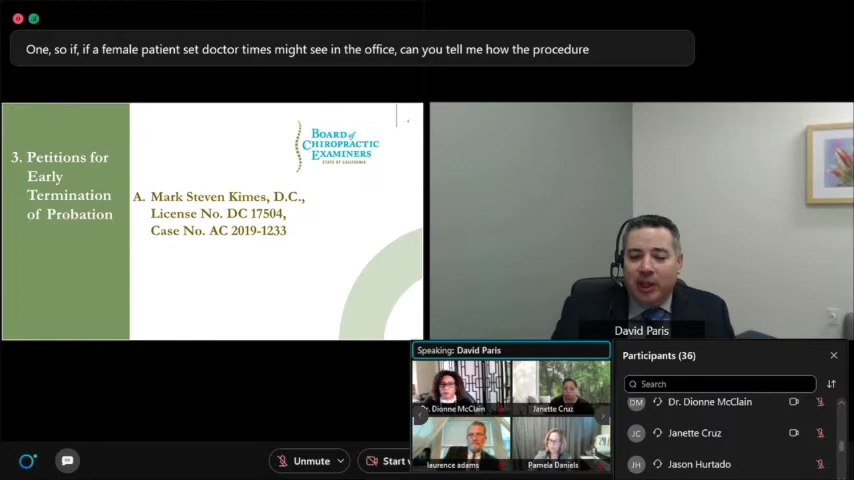 One, so if, if a female patient set doctor times might see in the office, can you tell me how the procedure
3. Petitions for
Early
Termination
of Probation
BOARD of
CHIROPRACTIC
EXAMINERS
STATE OF CALIFORNIA
A. Mark Steven Kimes, D.C.,
License No. DC 17504,
Case No. AC 2019-1233
David Paris
Speaking: David Paris
Dr. Dionne McClain
Janette Cruz
laurence adams
Pamela Daniels
Participants (36)
Search
DM Dr. Dionne McClain
JC Janette Cruz
JH Jason Hurtado
Unmute
Start